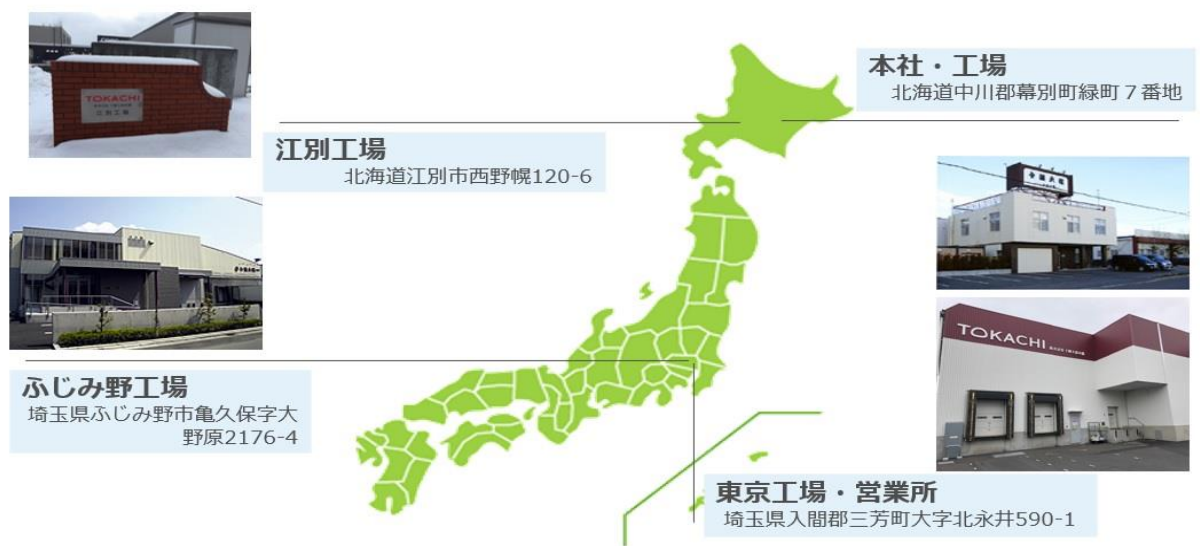 TOKACHI
江別工場
本社・工場
北海道中川郡幕別町緑町７番地
江別工場
北海道江別市西野幌120-6
ふじみ野工場
埼玉県ふじみ野市亀久保字大
野原2176-4
TOKACHI
東京工場・営業所
埼玉県入間郡三芳町大字北永井590-1